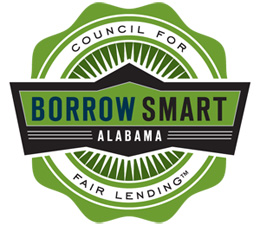 COUNCIL FOR
BORROW SMART
ALABAMA
FAIR LENDING™